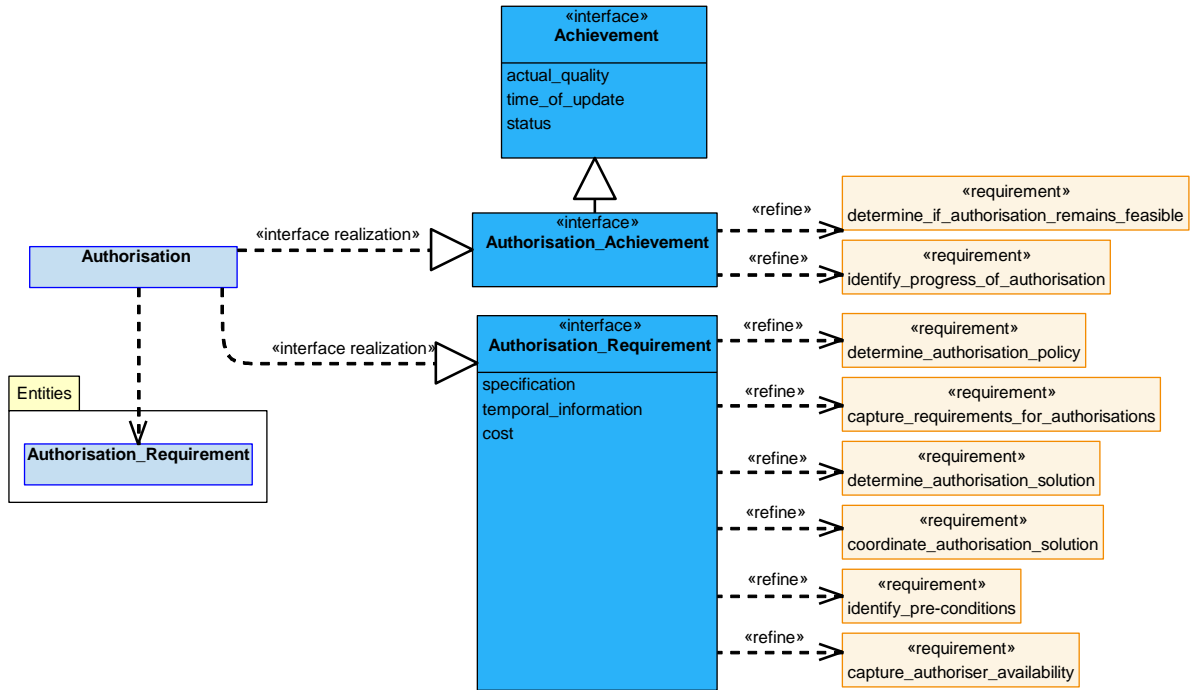 «interface»
Achievement
actual_quality
time_of_update
status
«interface»
Authorisation_Achievement
«refine»
«requirement»
determine_if_authorisation_remains_feasible
«refine»
«requirement»
identify_progress_of_authorisation
«interface realization»
Authorisation
«interface realization»
«interface»
Authorisation_Requirement
specification
temporal_information
cost
Entities
Authorisation_Requirement
«refine»
«requirement»
determine_authorisation_policy
«refine»
«requirement»
capture_requirements_for_authorisations
«refine»
«requirement»
determine_authorisation_solution
«refine»
«requirement»
coordinate_authorisation_solution
«refine»
«requirement»
identify_pre-conditions
«refine»
«requirement»
capture_authoriser_availability